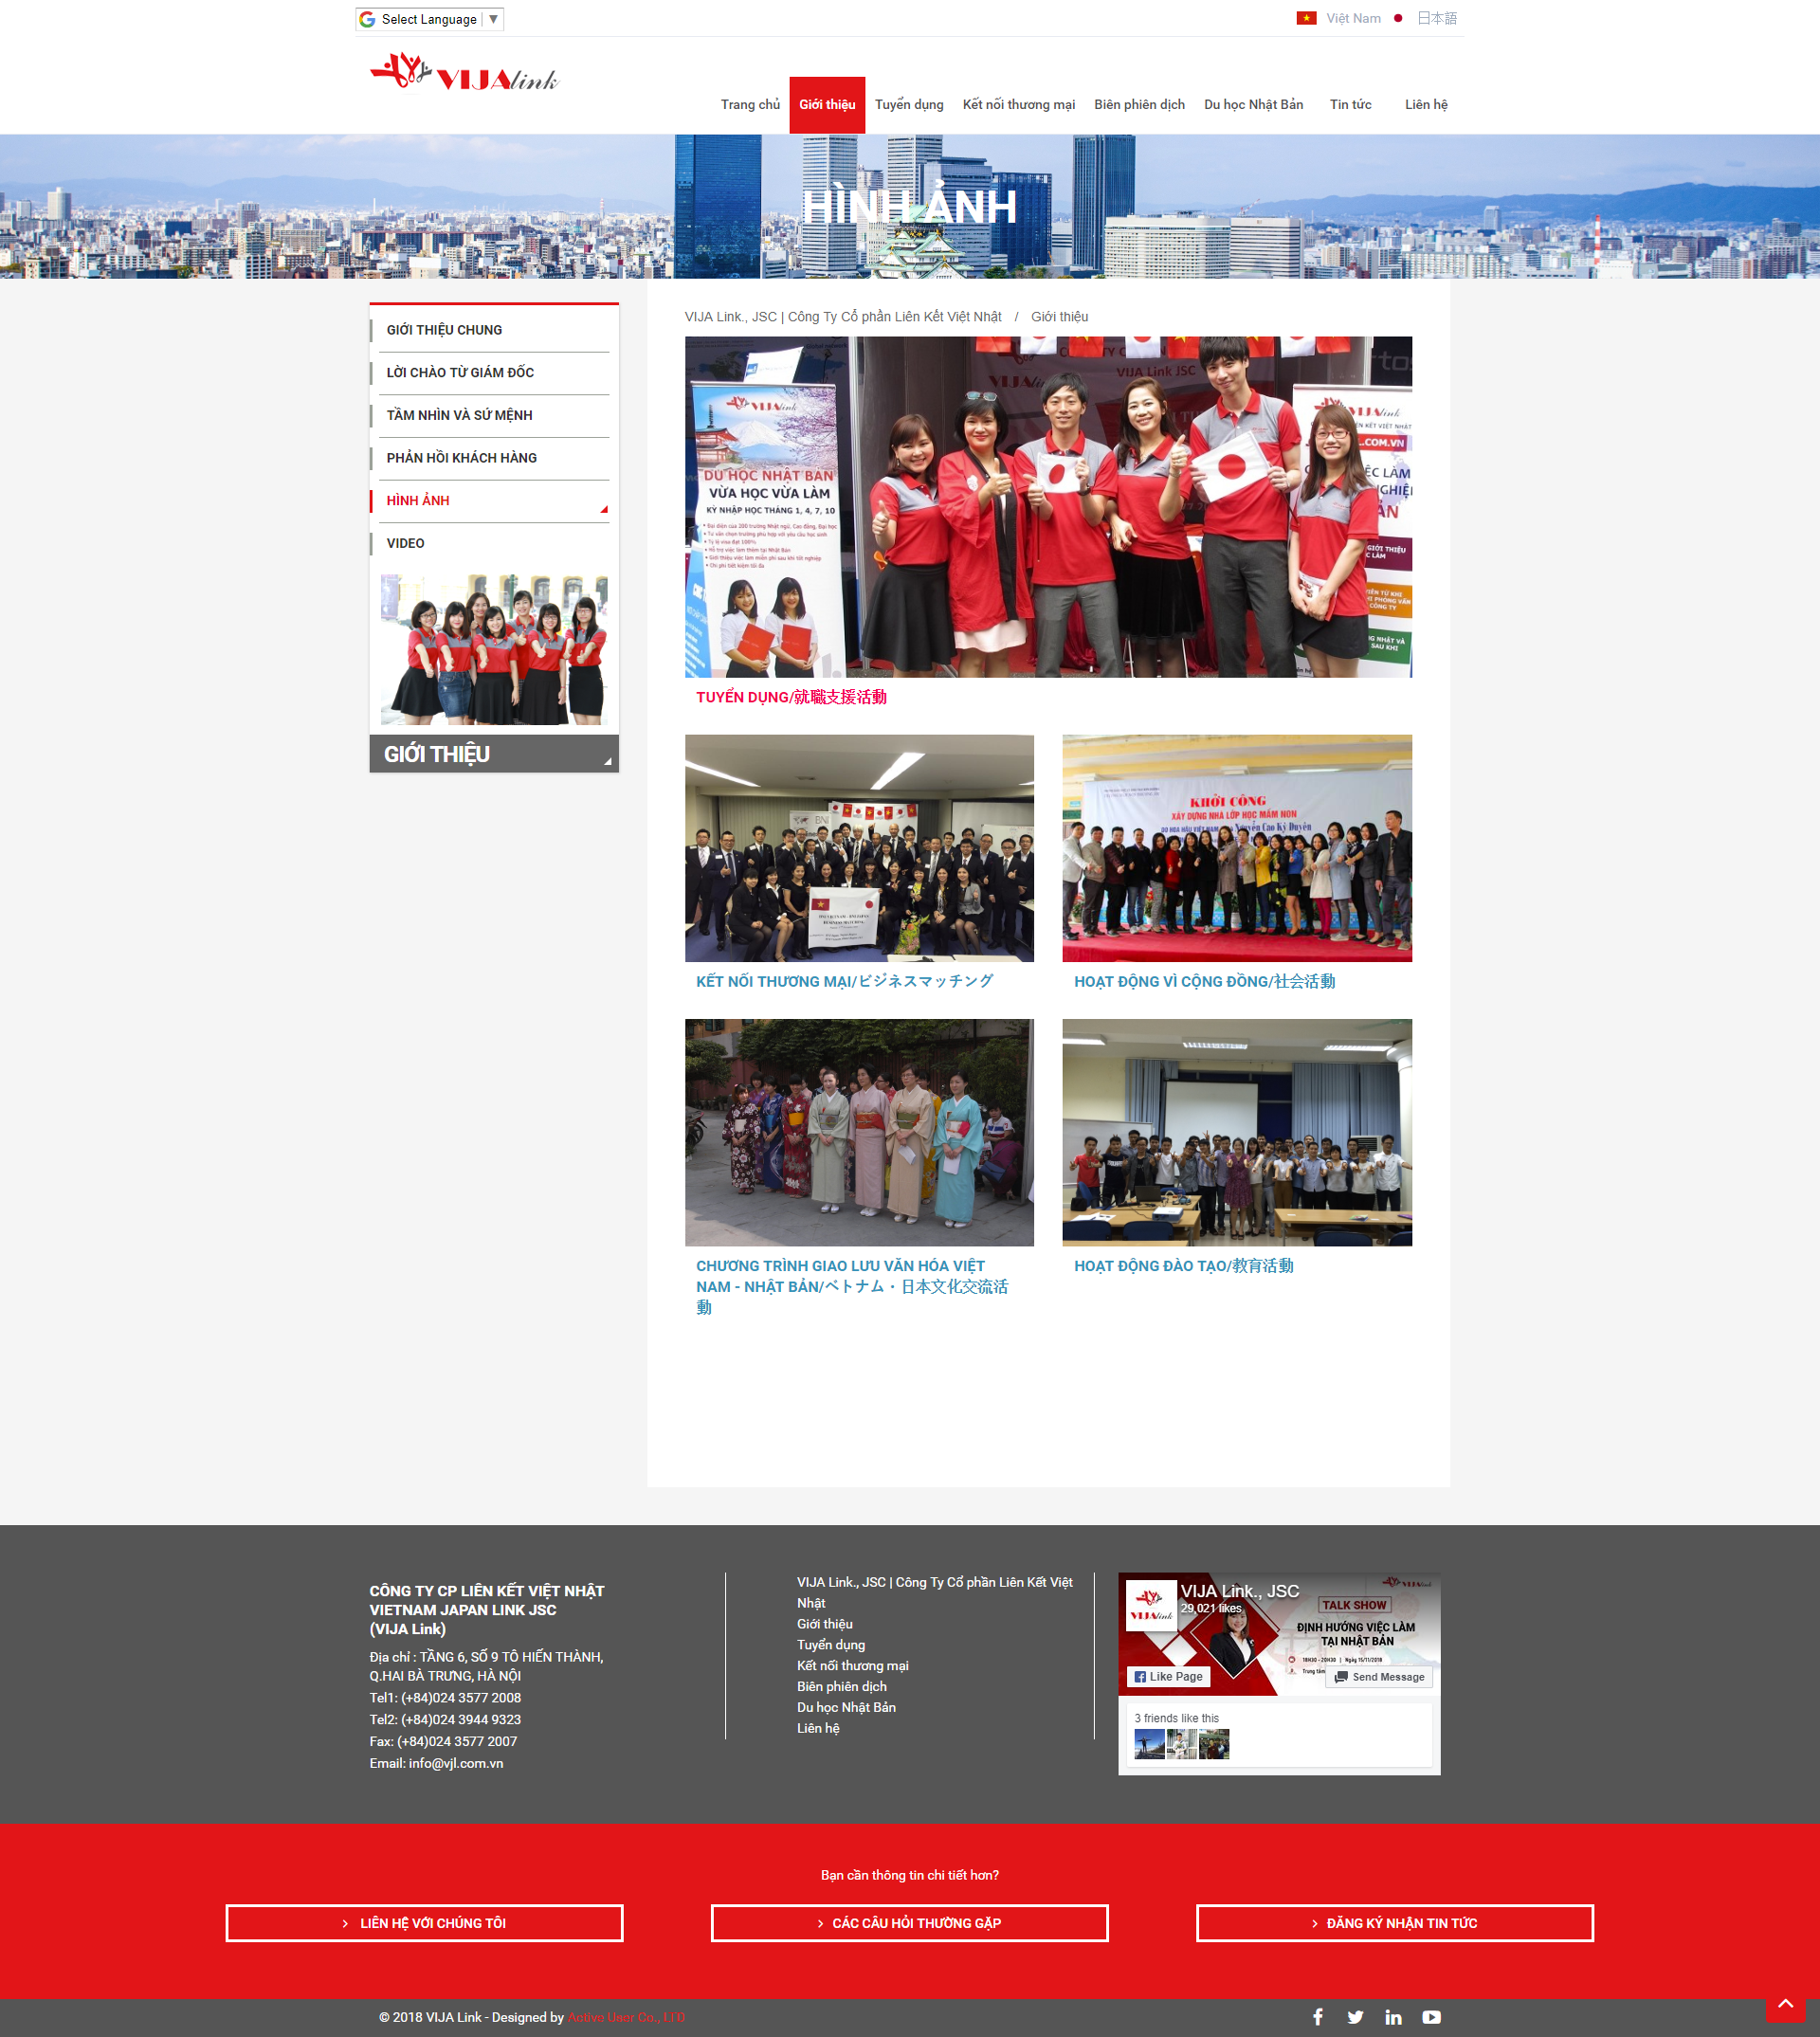 Select Language ▼
Việt Nam 日本語
VIJAlink
Trang chủ Giới thiệu Tuyển dụng Kết nối thương mại Biên phiên dịch Du học Nhật Bản Tin tức Liên hệ
HÌNH ẢNH
GIỚI THIỆU CHUNG
LỜI CHÀO TỪ GIÁM ĐỐC
TẦM NHÌN VÀ SỨ MỆNH
PHẢN HỒI KHÁCH HÀNG
HÌNH ẢNH
VIDEO
GIỚI THIỆU
VIJA Link., JSC | Công Ty Cổ phần Liên Kết Việt Nhật / Giới thiệu
VIJA Link JSC
VIJAlink
DU HỌC NHẬT BẢN
VỪA HỌC VỪA LÀM
KỲ NHẬP HỌC THÁNG 1, 4, 7, 10
VIJAlink
TUYỂN DỤNG/就職支援活動
BNI
KHỞI CÔNG
XÂY DỰNG NHÀ LỚP HỌC MẦM NON
KẾT NỐI THƯƠNG MẠI/ビジネスマッチング
HOẠT ĐỘNG VÌ CỘNG ĐỒNG/社会活動
CHƯƠNG TRÌNH GIAO LƯU VĂN HÓA VIỆT
NAM - NHẬT BẢN/ベトナム・日本文化交流活
動
HOẠT ĐỘNG ĐÀO TẠO/教育活動
CÔNG TY CP LIÊN KẾT VIỆT NHẬT
VIETNAM JAPAN LINK JSC
(VIJA Link)
Địa chỉ : TẦNG 6, SỐ 9 TÔ HIẾN THÀNH,
Q.HAI BÀ TRƯNG, HÀ NỘI
Tel1: (+84)024 3577 2008
Tel2: (+84)024 3944 9323
Fax: (+84)024 3577 2007
Email: info@vjl.com.vn
VIJA Link., JSC | Công Ty Cổ phần Liên Kết Việt
Nhật
Giới thiệu
Tuyển dụng
Kết nối thương mại
Biên phiên dịch
Du học Nhật Bản
Liên hệ
VIJA Link., JSC
29,021 likes
VIJAlink
TALK SHOW
ĐỊNH HƯỚNG VIỆC LÀM
TẠI NHẬT BẢN
18H30 - 20H30 | Ngày 15/11/2018
Trung tâm
Like Page
Send Message
3 friends like this
Bạn cần thông tin chi tiết hơn?
LIÊN HỆ VỚI CHÚNG TÔI
CÁC CÂU HỎI THƯỜNG GẶP
ĐĂNG KÝ NHẬN TIN TỨC
© 2018 VIJA Link - Designed by Active User Co., LTD